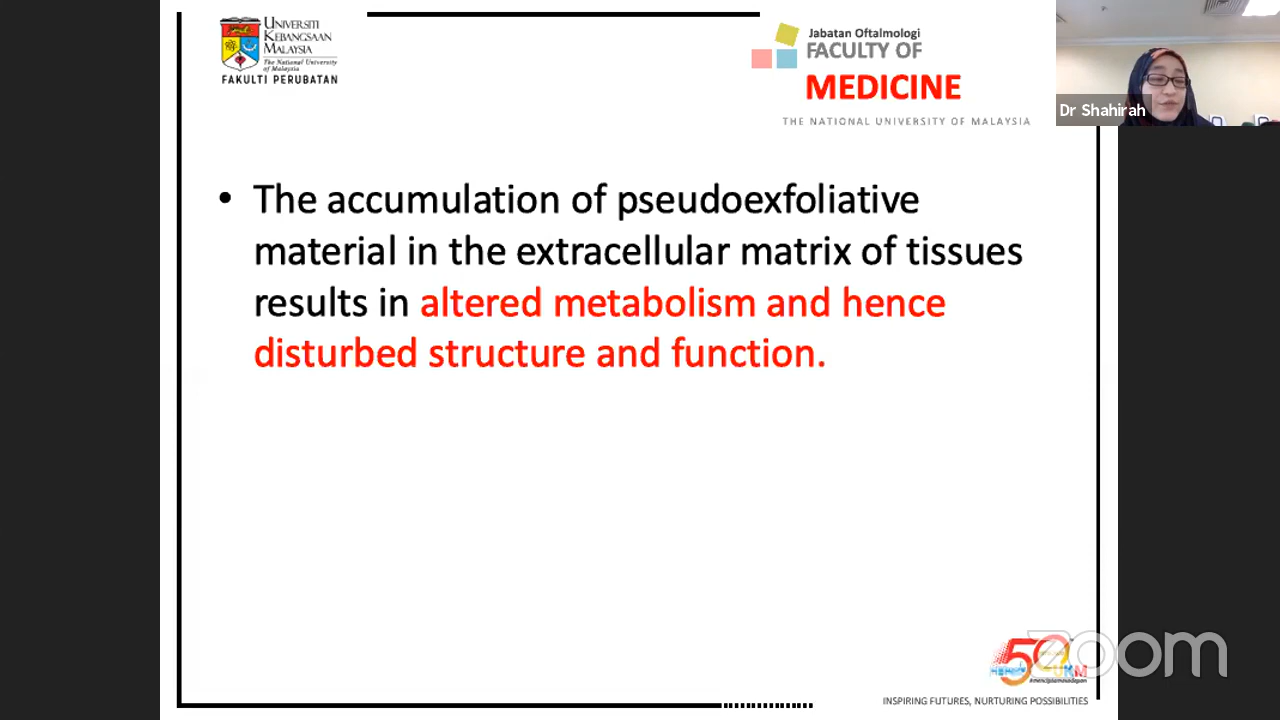 UNIVERSITI
KEBANGSAAN
MALAYSIA
The National University
of Malaysia
FAKULTI PERUBATAN
Jabatan Oftalmologi
FACULTY OF
MEDICINE
THE NATIONAL UNIVERSITY OF MALAYSIA
Dr Shahirah
• The accumulation of pseudoexfoliative
material in the extracellular matrix of tissues
results in altered metabolism and hence
disturbed structure and function.
50
UKM
zoom
INSPIRING FUTURES, NURTURING POSSIBILITIES